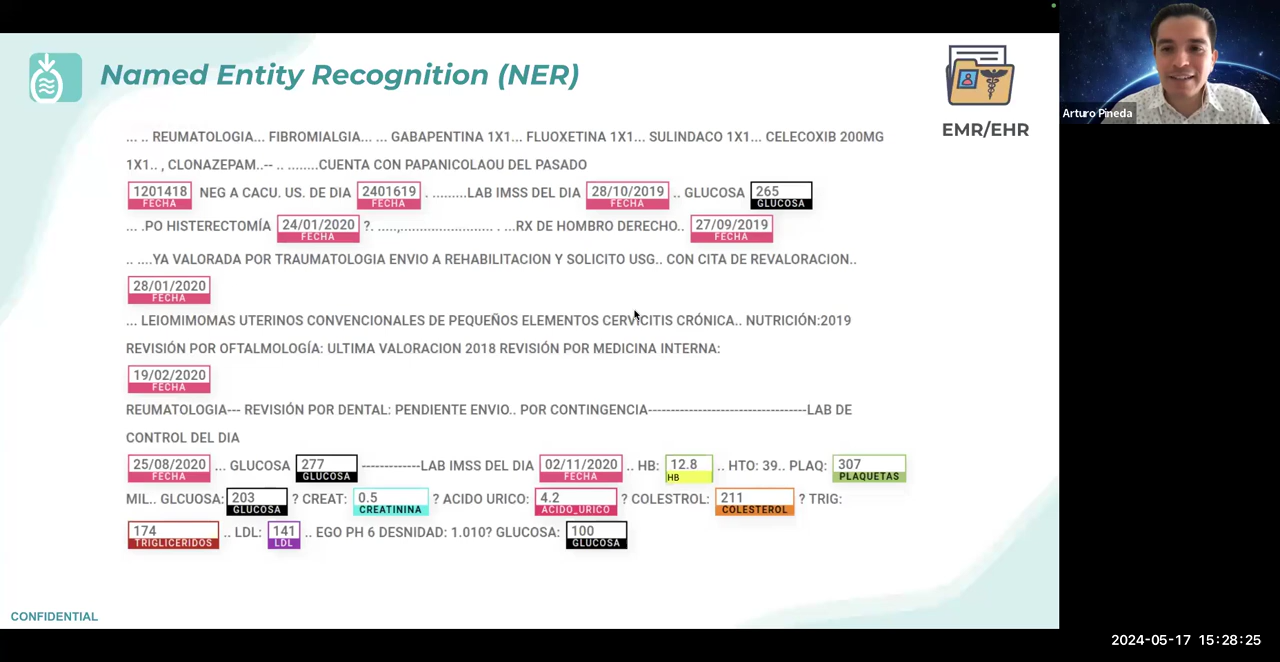 Named Entity Recognition (NER)
EMR/EHR
Arturo Pineda
... .. REUMATOLOGIA... FIBROMIALGIA... ... GABAPENTINA 1X1... FLUOXETINA 1X1... SULINDACO 1X1... CELECOXIB 200MG
1X1.. , CLONAZEPAM..-- .. ........CUENTA CON PAPANICOLAOU DEL PASADO
1201418 FECHA NEG A CACU. US. DE DIA 2401619 FECHA . .........LAB IMSS DEL DIA 28/10/2019 FECHA .. GLUCOSA 265 GLUCOSA
... .PO HISTERECTOMÍA 24/01/2020 FECHA ?. .....,....................... . ...RX DE HOMBRO DERECHO.. 27/09/2019 FECHA
.. ....YA VALORADA POR TRAUMATOLOGIA ENVIO A REHABILITACION Y SOLICITO USG.. CON CITA DE REVALORACION..
28/01/2020 FECHA
... LEIOMIMOMAS UTERINOS CONVENCIONALES DE PEQUEÑOS ELEMENTOS CERVICITIS CRÓNICA.. NUTRICIÓN:2019
REVISIÓN POR OFTALMOLOGÍA: ULTIMA VALORACION 2018 REVISIÓN POR MEDICINA INTERNA:
19/02/2020 FECHA
REUMATOLOGIA--- REVISIÓN POR DENTAL: PENDIENTE ENVIO.. POR CONTINGENCIA-----------------------------------LAB DE
CONTROL DEL DIA
25/08/2020 FECHA ... GLUCOSA 277 GLUCOSA -------------LAB IMSS DEL DIA 02/11/2020 FECHA .. HB: 12.8 HB .. HTO: 39.. PLAQ: 307 PLAQUETAS
MIL.. GLCUOSA: 203 GLUCOSA ? CREAT: 0.5 CREATININA ? ACIDO URICO: 4.2 ACIDO_URICO ? COLESTROL: 211 COLESTEROL ? TRIG:
174 TRIGLICERIDOS .. LDL: 141 LDL .. EGO PH 6 DESNIDAD: 1.010? GLUCOSA: 100 GLUCOSA
CONFIDENTIAL
2024-05-17 15:28:25